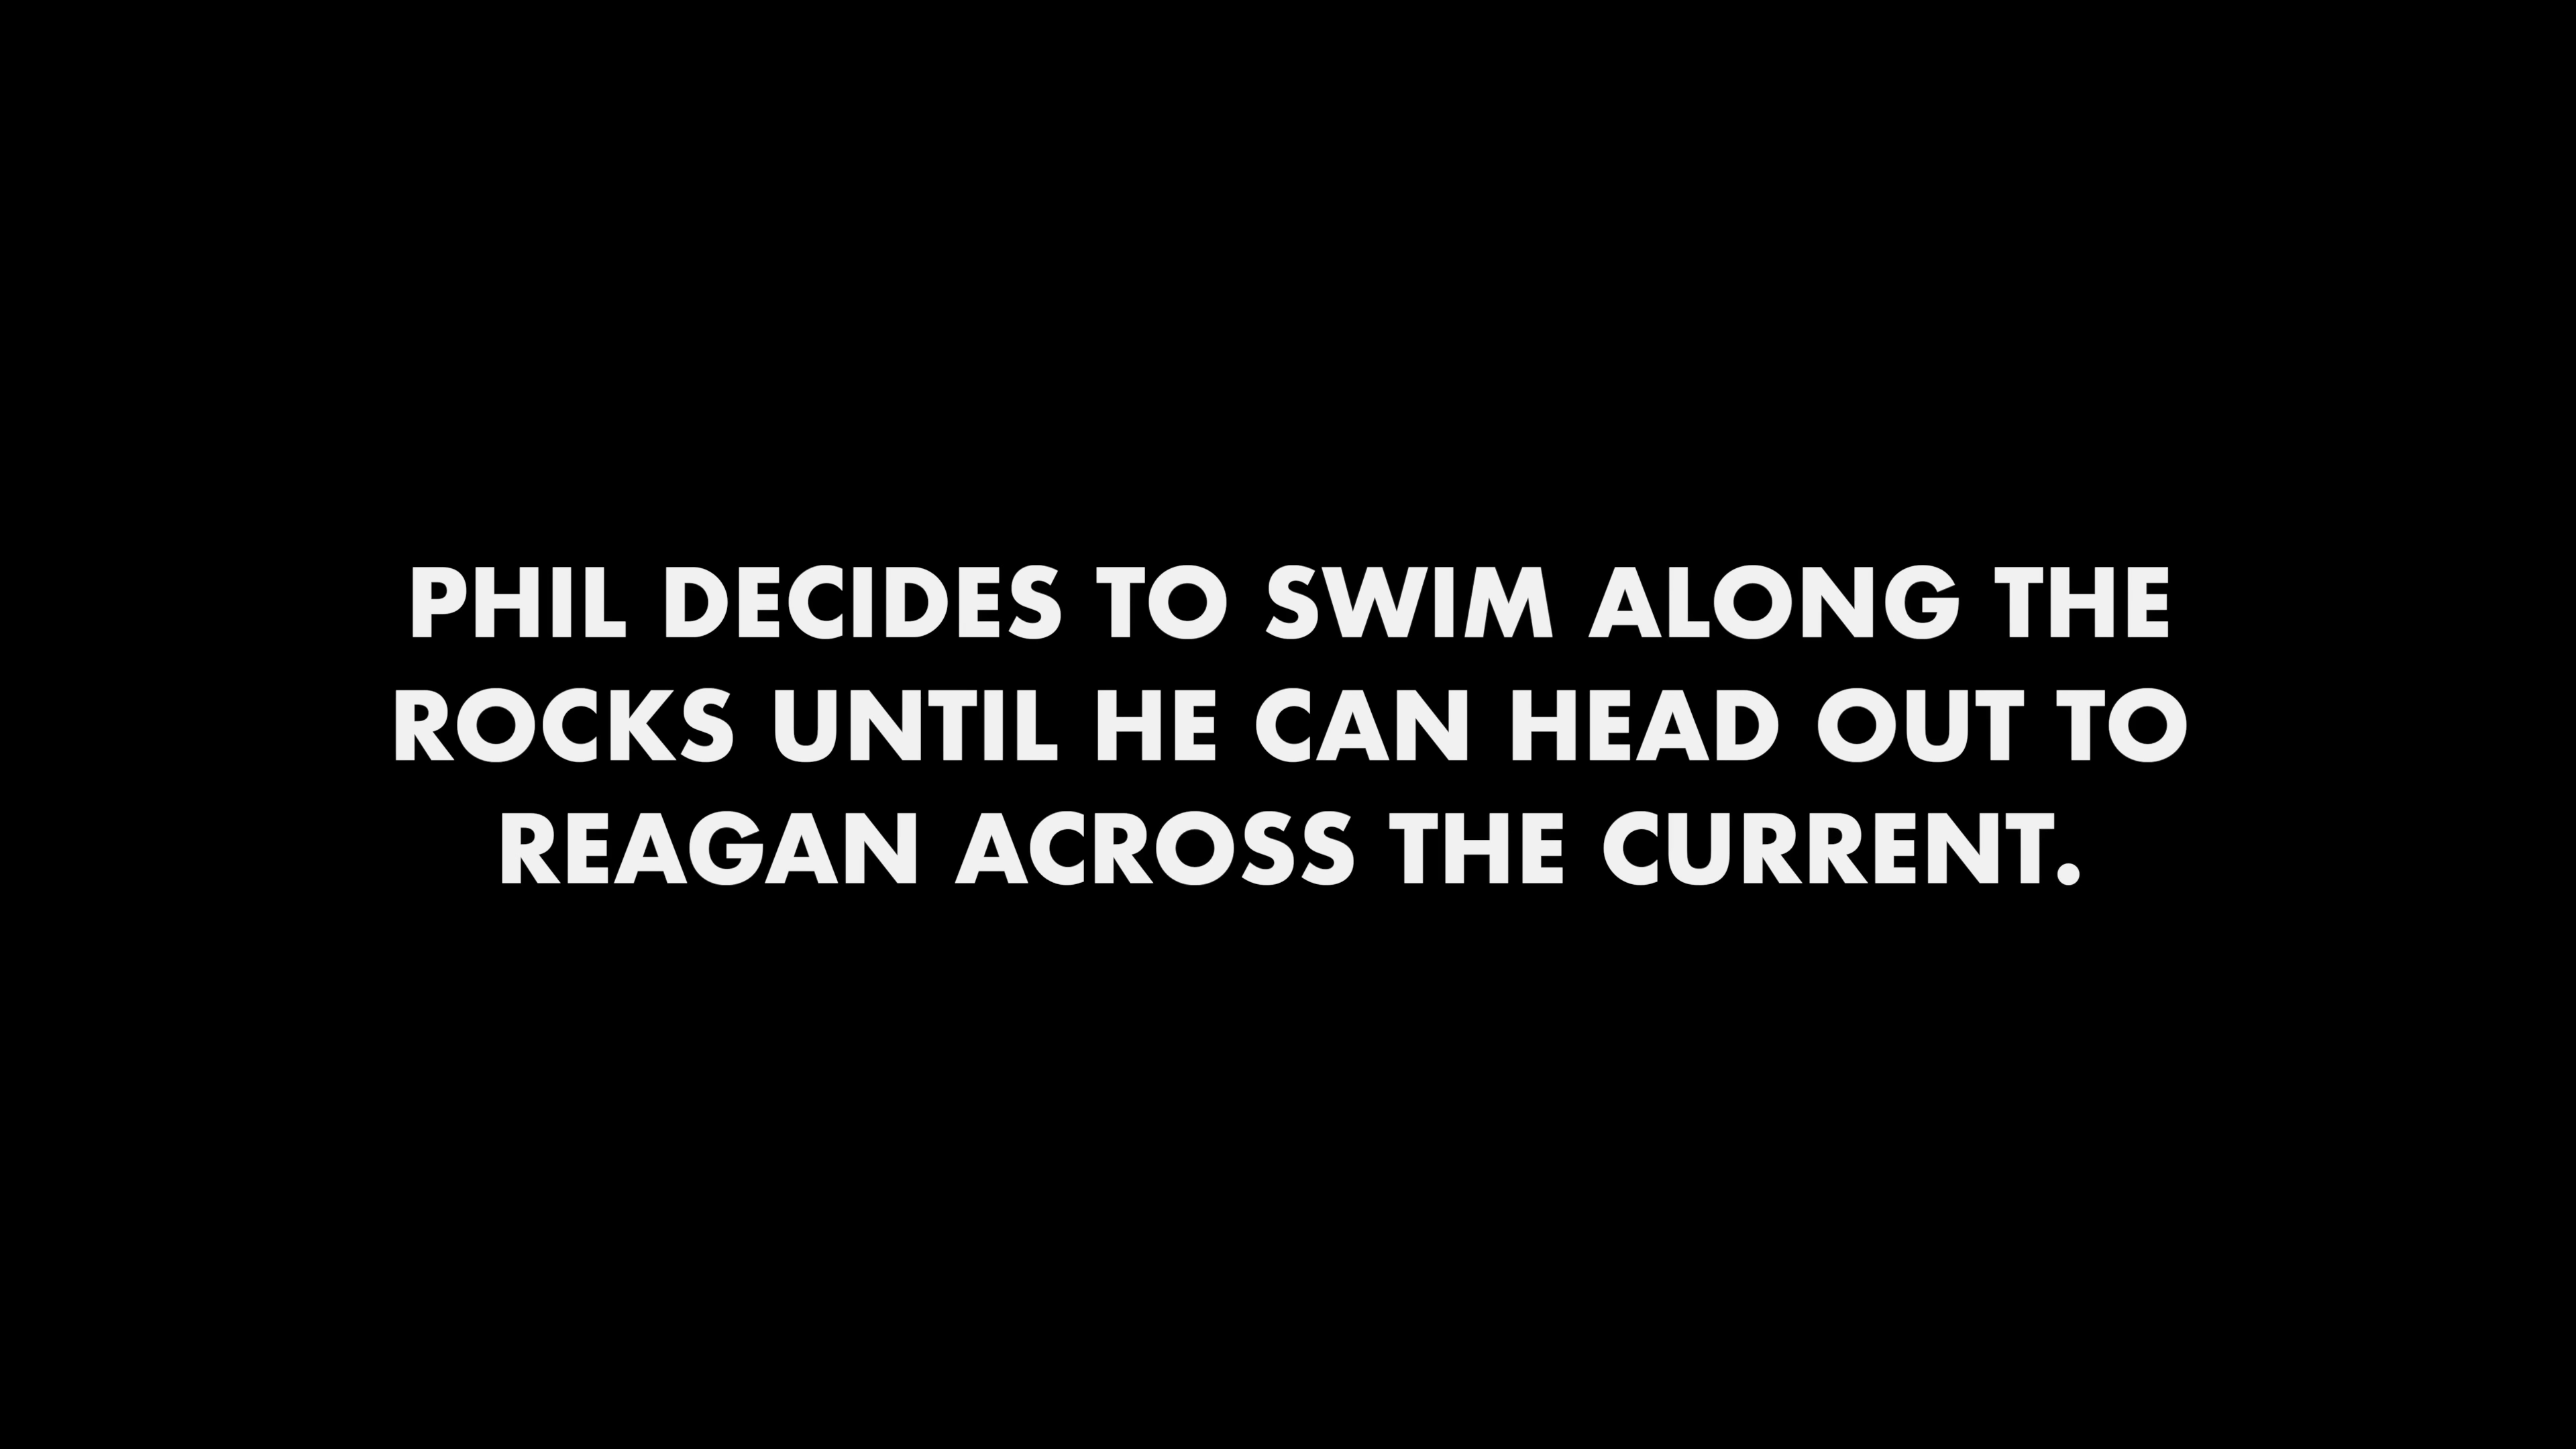 PHIL DECIDES TO SWIM ALONG THE
ROCKS UNTIL HE CAN HEAD OUT TO
REAGAN ACROSS THE CURRENT.